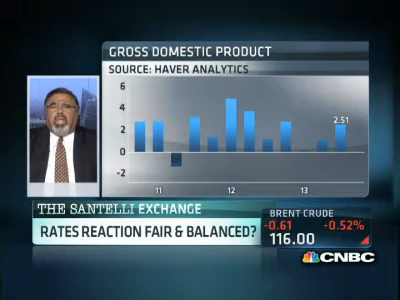 GROSS DOMESTIC PRODUCT
SOURCE: HAVER ANALYTICS
6
4
2
0
-2
2.51
11 12 13
THE SANTELLI EXCHANGE
RATES REACTION FAIR & BALANCED?
BRENT CRUDE
-0.61 -0.52%
116.00
CNBC